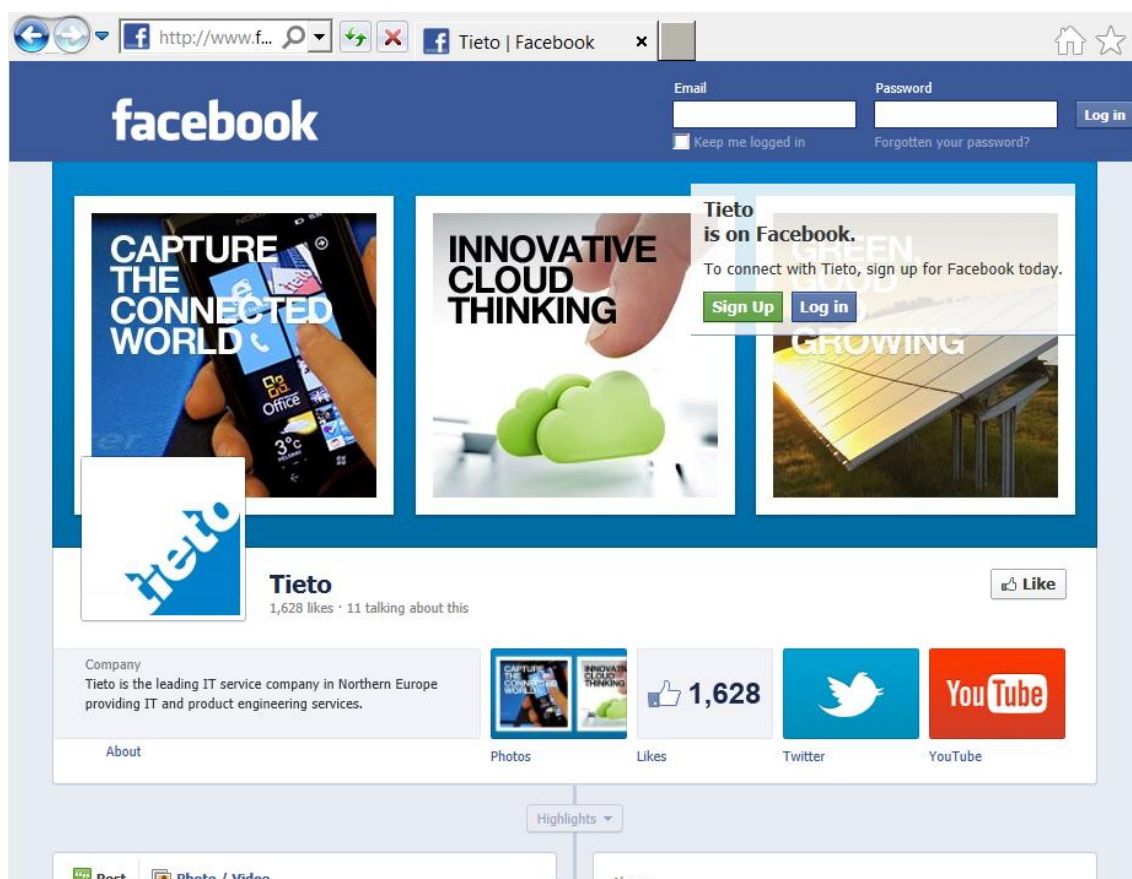 http://www.f...
Tieto | Facebook
facebook
Email
Password
Log in
Keep me logged in
Forgotten your password?
CAPTURE
THE
CONNECTED
WORLD
Office
3°C
INNOVATIVE
CLOUD
THINKING
Tieto
is on Facebook.
To connect with Tieto, sign up for Facebook today.
Sign Up
Log in
GREEN,
GOOD
GROWING
tieto
Tieto
1,628 likes · 11 talking about this
Like
Company
Tieto is the leading IT service company in Northern Europe
providing IT and product engineering services.
About
CAPTURE
THE
CONNECTED
WORLD
INNOVATIVE
CLOUD
THINKING
Photos
1,628
Likes
Twitter
You Tube
YouTube
Highlights
Post
Photo / Video